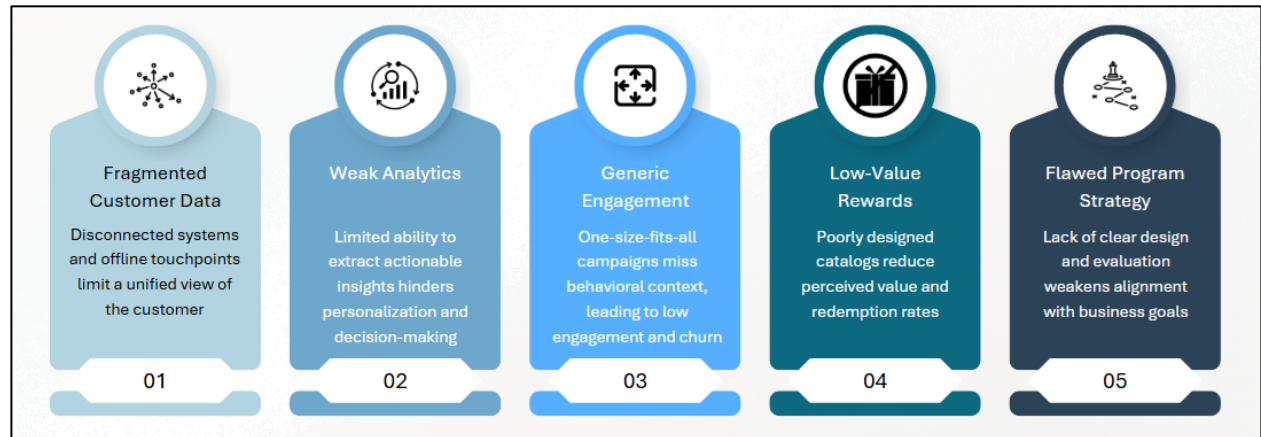 Fragmented
Customer Data
Disconnected systems
and offline touchpoints
limit a unified view of
the customer
01
Weak Analytics
Limited ability to
extract actionable
insights hinders
personalization and
decision-making
02
Generic
Engagement
One-size-fits-all
campaigns miss
behavioral context,
leading to low
engagement and churn
03
Low-Value
Rewards
Poorly designed
catalogs reduce
perceived value and
redemption rates
04
Flawed Program
Strategy
Lack of clear design
and evaluation
weakens alignment
with business goals
05